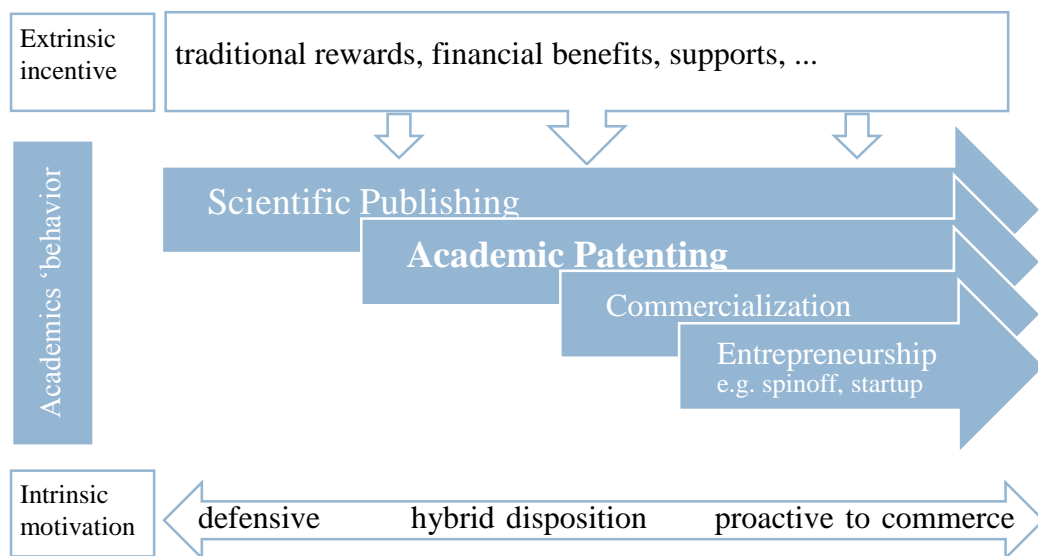 Extrinsic
incentive
traditional rewards, financial benefits, supports, ...
Academics ‘behavior
Scientific Publishing
Academic Patenting
Commercialization
Entrepreneurship
e.g. spinoff, startup
Intrinsic
motivation
defensive hybrid disposition proactive to commerce